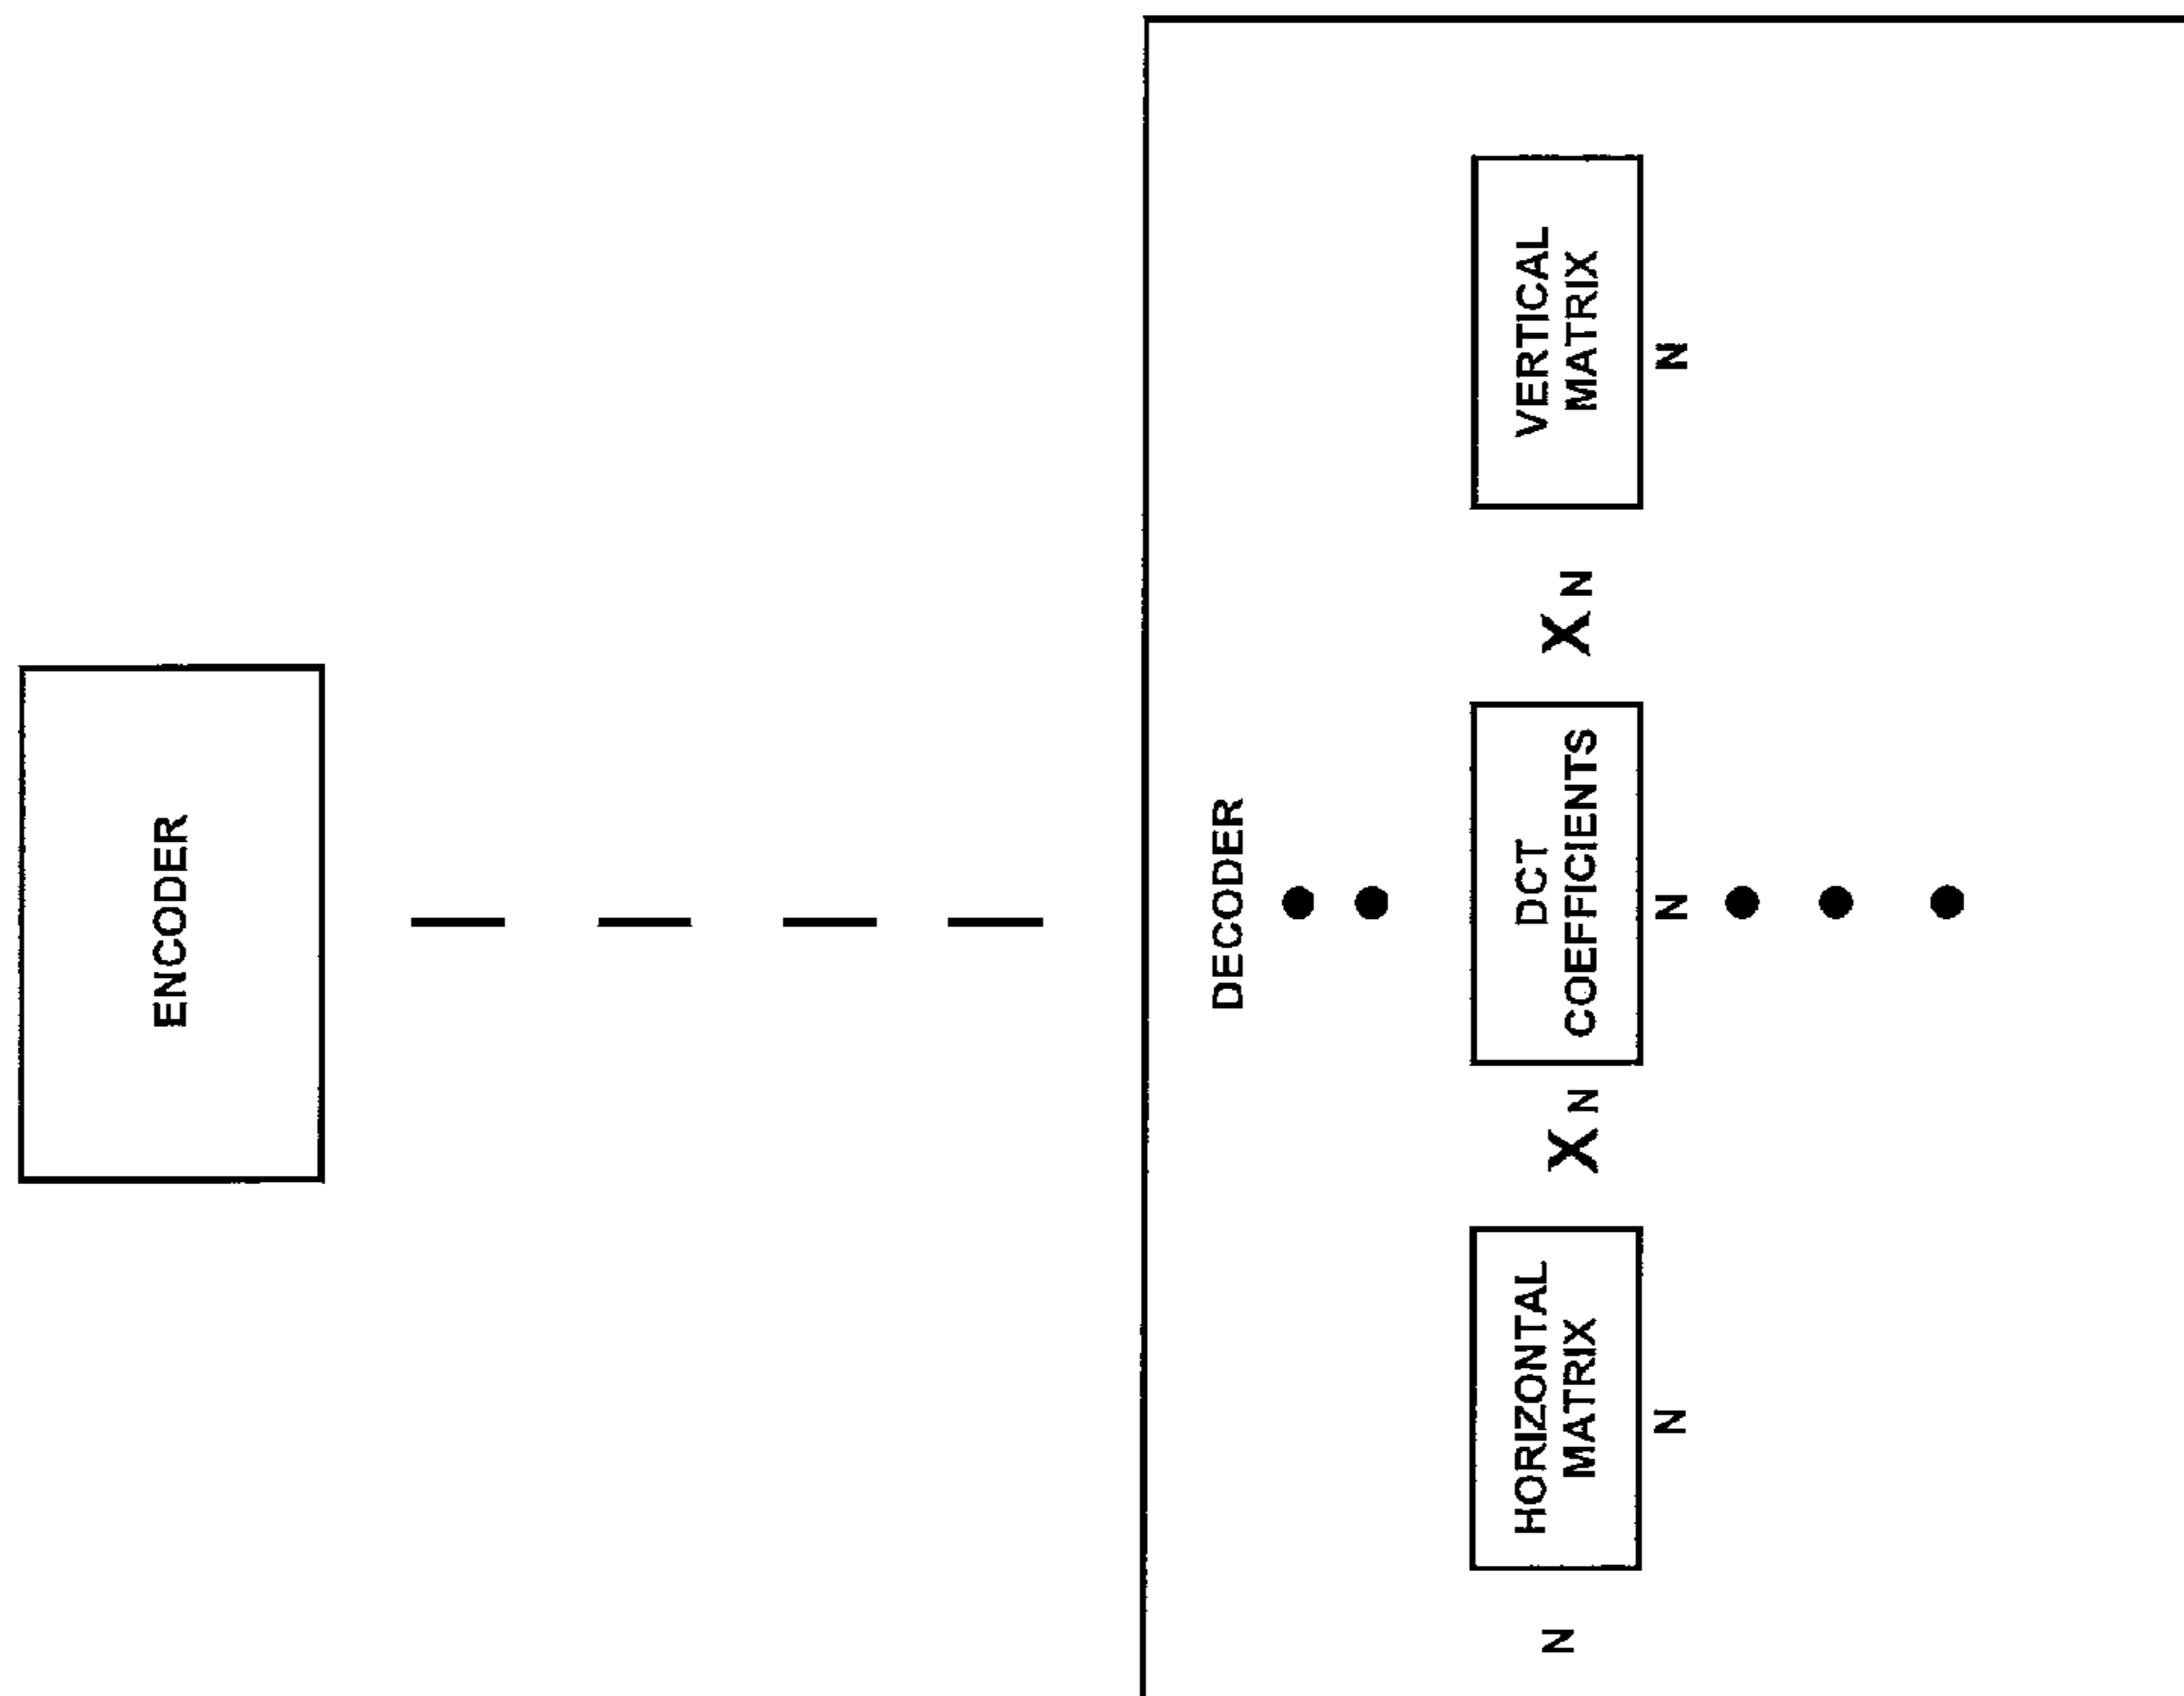 ENCODER
DECODER
N
HORIZONTAL
MATRIX
N
X N
DCT
COEFFICIENTS
N
X N
VERTICAL
MATRIX
N